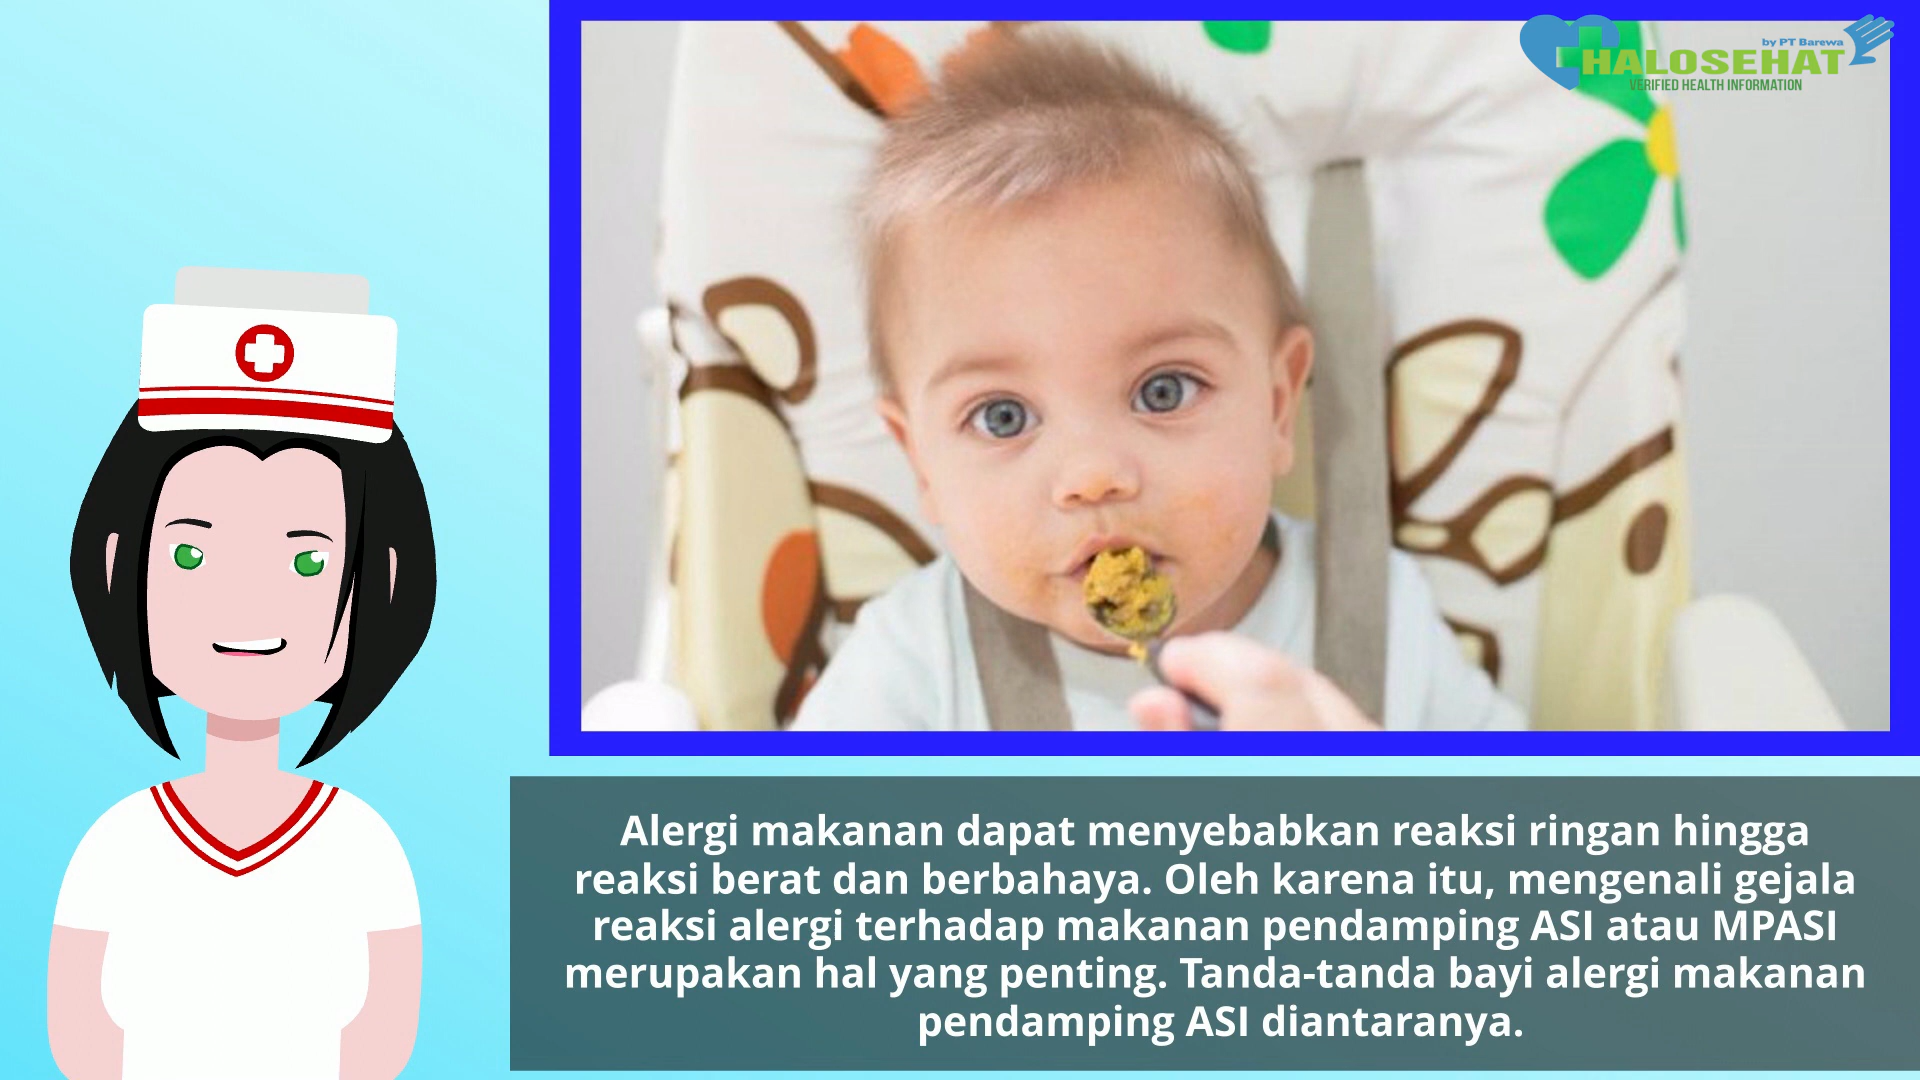 by PT Barewa
HALOSEHAT
VERIFIED HEALTH INFORMATION
Alergi makanan dapat menyebabkan reaksi ringan hingga
reaksi berat dan berbahaya. Oleh karena itu, mengenali gejala
reaksi alergi terhadap makanan pendamping ASI atau MPASI
merupakan hal yang penting. Tanda-tanda bayi alergi makanan
pendamping ASI diantaranya.